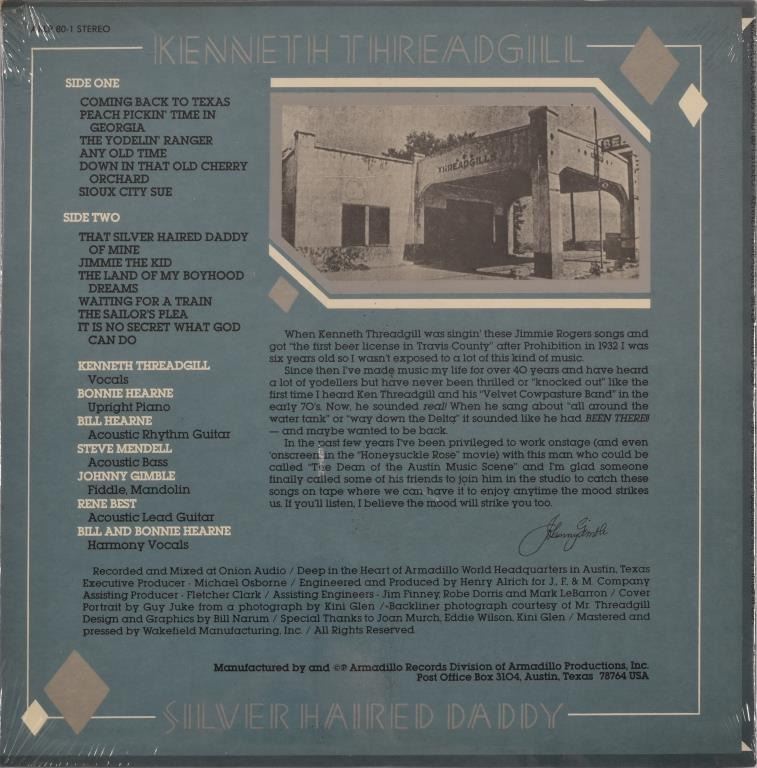 80-1 STEREO
KENNETH THREADGILL
SIDE ONE
COMING BACK TO TEXAS
PEACH PICKIN' TIME IN
GEORGIA
THE YODELIN' RANGER
ANY OLD TIME
DOWN IN THAT OLD CHERRY
ORCHARD
SIOUX CITY SUE
SIDE TWO
THAT SILVER HAIRED DADDY
OF MINE
JIMMIE THE KID
THE LAND OF MY BOYHOOD
DREAMS
WAITING FOR A TRAIN
THE SAILOR'S PLEA
IT IS NO SECRET WHAT GOD
CAN DO
KENNETH THREADGILL
Vocals
BONNIE HEARNE
Upright Piano
BILL HEARNE
Acoustic Rhythm Guitar
STEVE MENDELL
Acoustic Bass
JOHNNY GIMBLE
Fiddle, Mandolin
RENE BEST
Acoustic Lead Guitar
BILL AND BONNIE HEARNE
Harmony Vocals
THREADGILL'S
BEE
When Kenneth Threadgill was singin' these Jimmie Rogers songs and
got "the first beer license in Travis County" after Prohibition in 1932 I was
six years old so I wasn't exposed to a lot of this kind of music.
Since then I've made music my life for over 40 years and have heard
a lot of yodellers but have never been thrilled or "knocked out" like the
first time I heard Ken Threadgill and his "Velvet Cowpasture Band" in the
early 70's. Now, he sounded real! When he sang about "all around the
water tank" or "way down the Delta" it sounded like he had BEEN THERE!!
— and maybe wanted to be back.
In the past few years I've been privileged to work onstage (and even
'onscreen in the "Honeysuckle Rose" movie) with this man who could be
called "The Dean of the Austin Music Scene" and I'm glad someone
finally called some of his friends to join him in the studio to catch these
songs on tape where we can have it to enjoy anytime the mood strikes
us. If you'll listen, I believe the mood will strike you too.
Johnny Gimble
Recorded and Mixed at Onion Audio / Deep in the Heart of Armadillo World Headquarters in Austin, Texas
Executive Producer - Michael Osborne / Engineered and Produced by Henry Alrich for J., F. & M. Company
Assisting Producer - Fletcher Clark / Assisting Engineers - Jim Finney, Robe Dorris and Mark LeBarron / Cover
Portrait by Guy Juke from a photograph by Kini Glen / Backliner photograph courtesy of Mr. Threadgill
Design and Graphics by Bill Narum / Special Thanks to Joan Murch, Eddie Wilson, Kini Glen / Mastered and
pressed by Wakefield Manufacturing, Inc. / All Rights Reserved
Manufactured by and ©℗ Armadillo Records Division of Armadillo Productions, Inc.
Post Office Box 3104, Austin, Texas 78764 USA
SILVER HAIRED DADDY